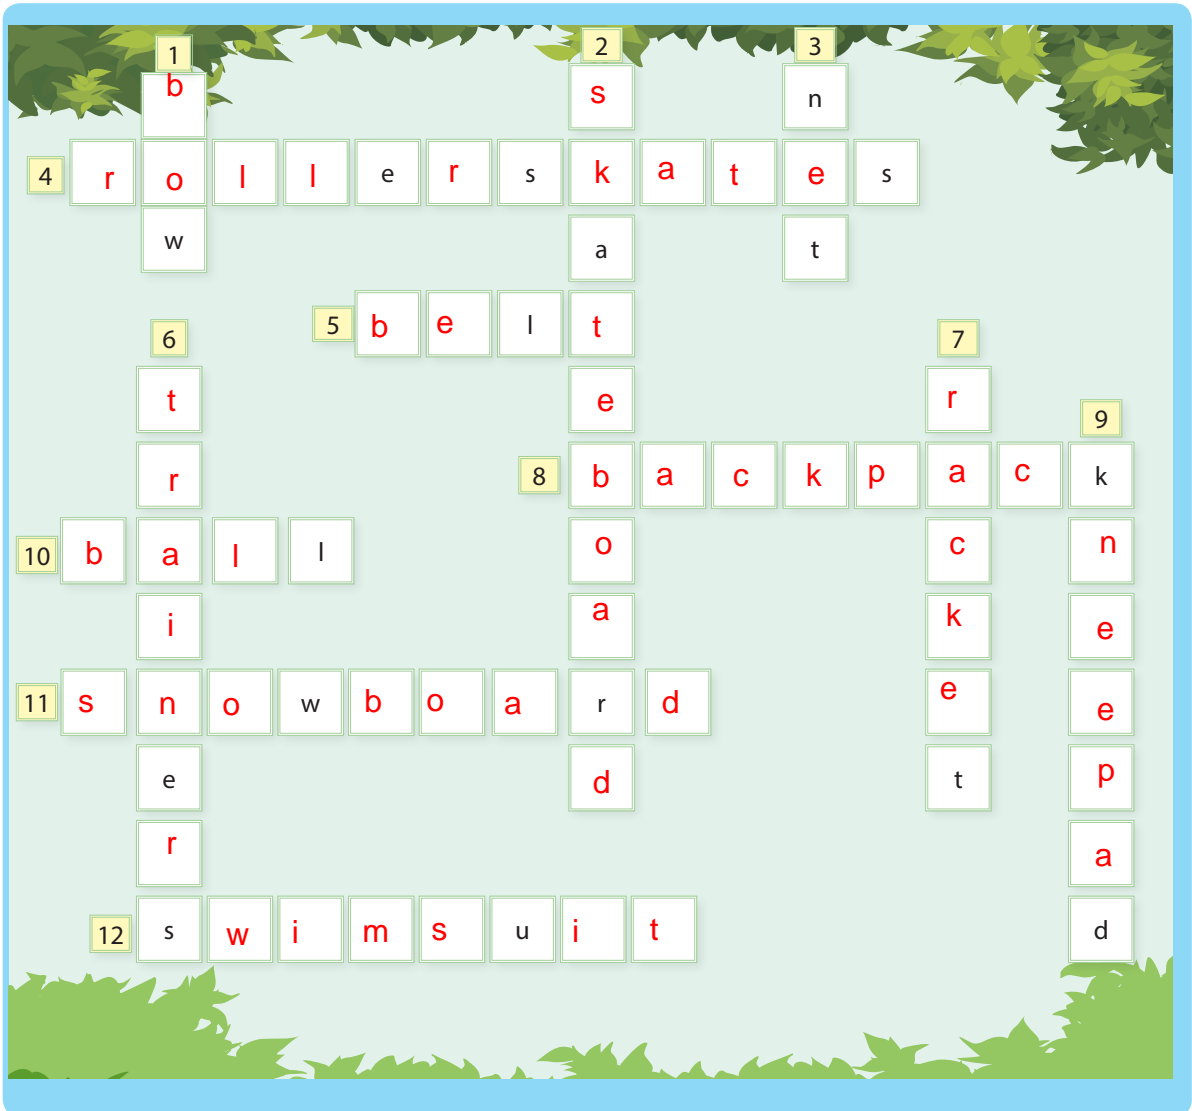 1 2 3
b s n
4 r o l l e r s k a t e s
w a t
5 b e l t
6 7
t e r
9
r 8 b a c k p a c k
10 b a l l o c n
i a k e
11 s n o w b o a r d e e
e d t p
r a
12 s w i m s u i t d